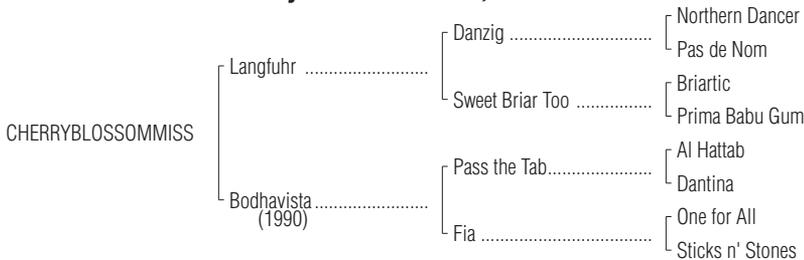 Northern Dancer
Danzig ............................
Pas de Nom
Langfuhr .........................
Briartic
Sweet Briar Too ...............
Prima Babu Gum
CHERRYBLOSSOMMISS
Al Hattab
Pass the Tab.....................
Dantina
Bodhavista.......................
(1990)
One for All
Fia ..................................
Sticks n' Stones